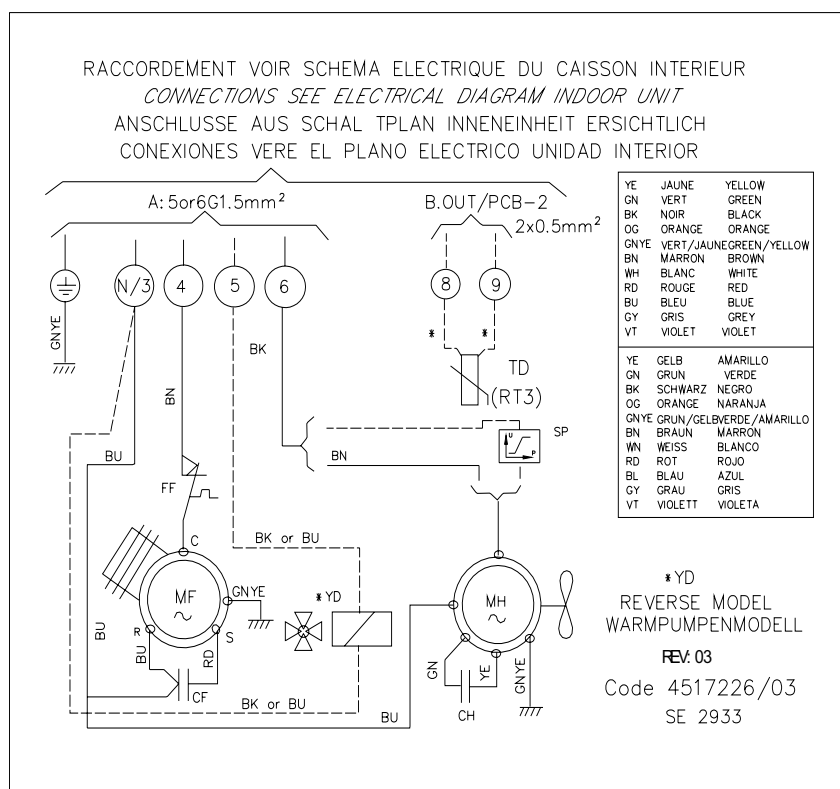 RACCORDEMENT VOIR SCHEMA ELECTRIQUE DU CAISSON INTERIEUR
CONNECTIONS SEE ELECTRICAL DIAGRAM INDOOR UNIT
ANSCHLUSSE AUS SCHAL TPLAN INNENEINHEIT ERSICHTLICH
CONEXIONES VERE EL PLANO ELECTRICO UNIDAD INTERIOR
A: 5or6G1.5mm²
B.OUT/PCB-2
2x0.5mm²
N/3 4 5 6 8 9
GNYE
BN
BK
* *
TD
(RT3)
SP
U
P
BU
BN
FF
C
BK or BU
MF
~
GNYE
*YD
R
S
BU
BU
RD
CF
BK or BU
BU
MH
~
GN
YE
GNYE
CH
YE JAUNE YELLOW
GN VERT GREEN
BK NOIR BLACK
OG ORANGE ORANGE
GNYE VERT/JAUNE GREEN/YELLOW
BN MARRON BROWN
WH BLANC WHITE
RD ROUGE RED
BU BLEU BLUE
GY GRIS GREY
VT VIOLET VIOLET
YE GELB AMARILLO
GN GRUN VERDE
BK SCHWARZ NEGRO
OG ORANGE NARANJA
GNYE GRUN/GELB VERDE/AMARILLO
BN BRAUN MARRON
WN WEISS BLANCO
RD ROT ROJO
BL BLAU AZUL
GY GRAU GRIS
VT VIOLETT VIOLETA
*YD
REVERSE MODEL
WARMPUMPENMODELL
REV: 03
Code 4517226/03
SE 2933